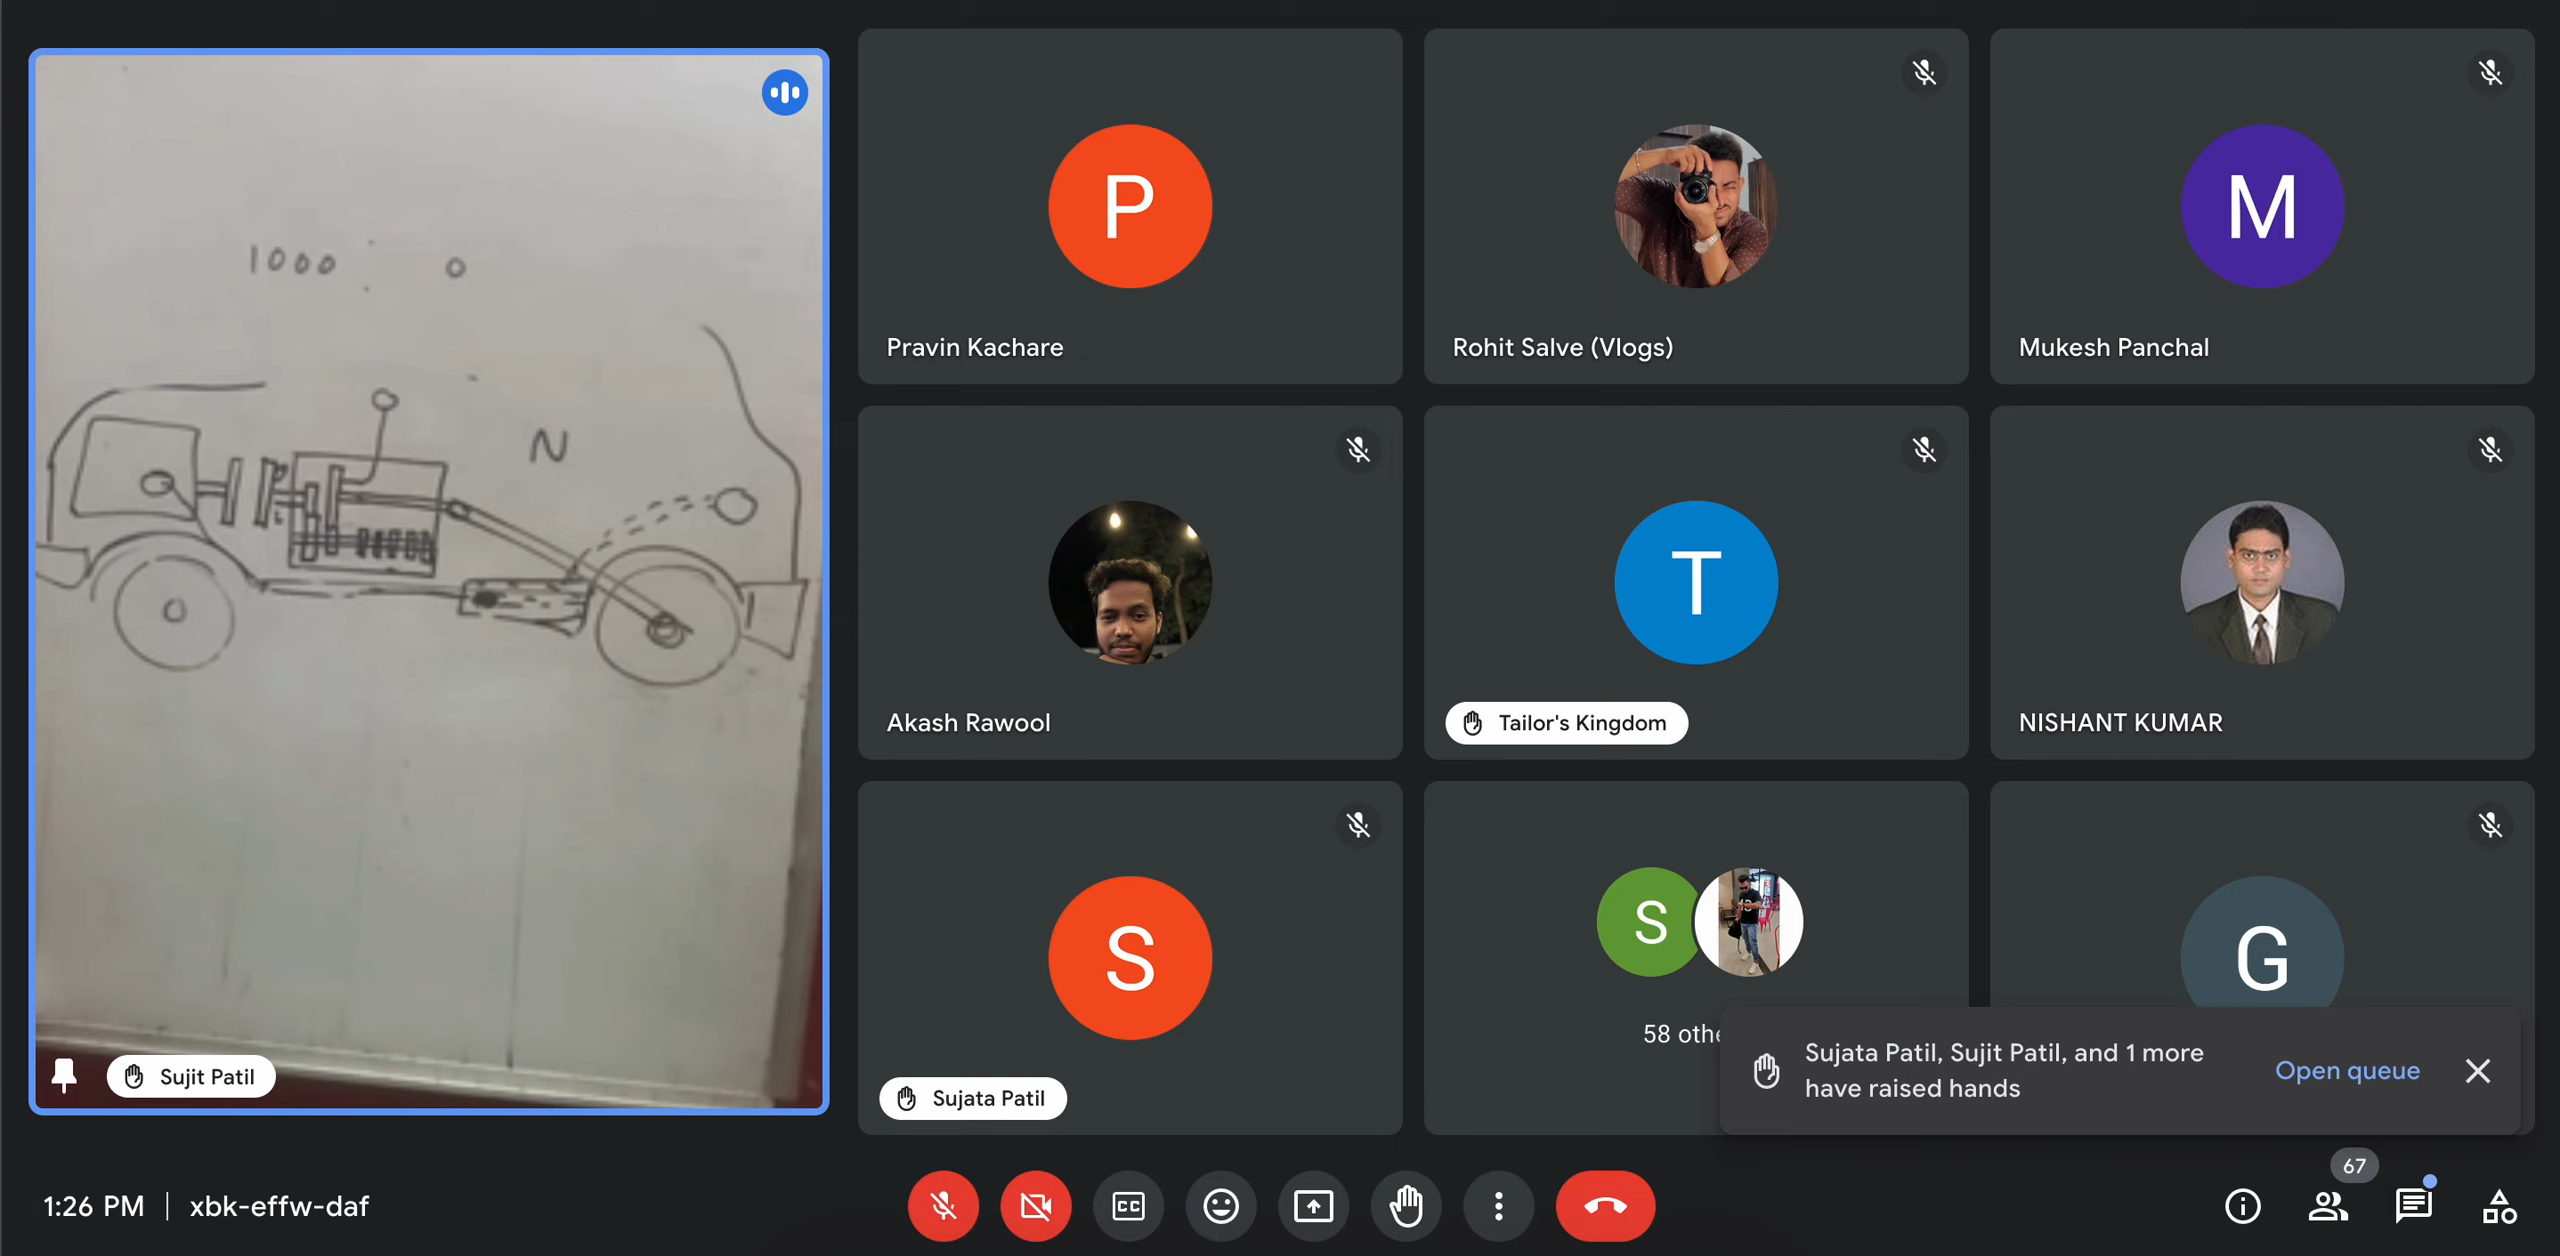 1000 0
N
Sujit Patil
P
Pravin Kachare
Rohit Salve (Vlogs)
M
Mukesh Panchal
Akash Rawool
T
Tailor's Kingdom
NISHANT KUMAR
S
Sujata Patil
S
58 othe
G
Sujata Patil, Sujit Patil, and 1 more
have raised hands
Open queue
1:26 PM | xbk-effw-daf
CC
67